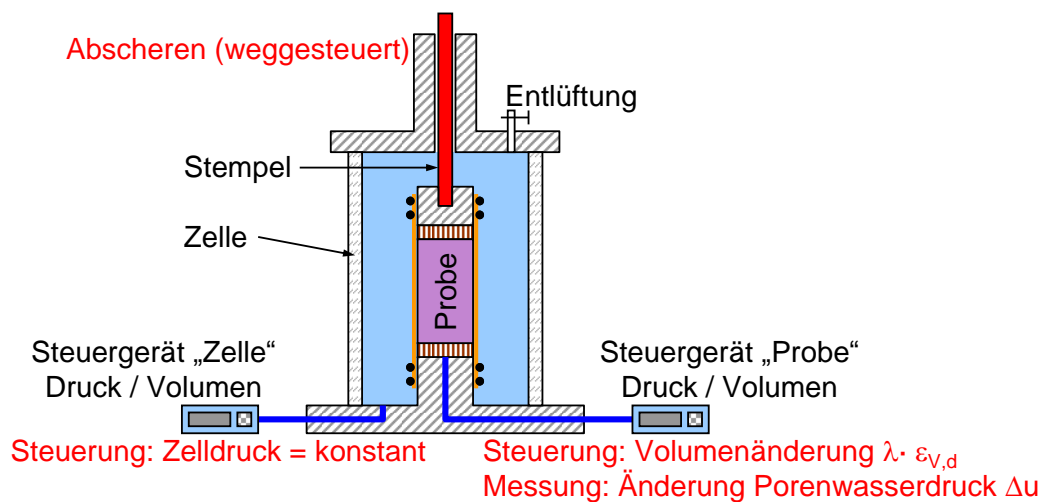 Abscheren (weggesteuert)
Entlüftung
Stempel
Zelle
Probe
Steuergerät „Zelle“
Druck / Volumen
Steuergerät „Probe“
Druck / Volumen
Steuerung: Zelldruck = konstant
Steuerung: Volumenänderung λ· ε_{V,d}
Messung: Änderung Porenwasserdruck Δu